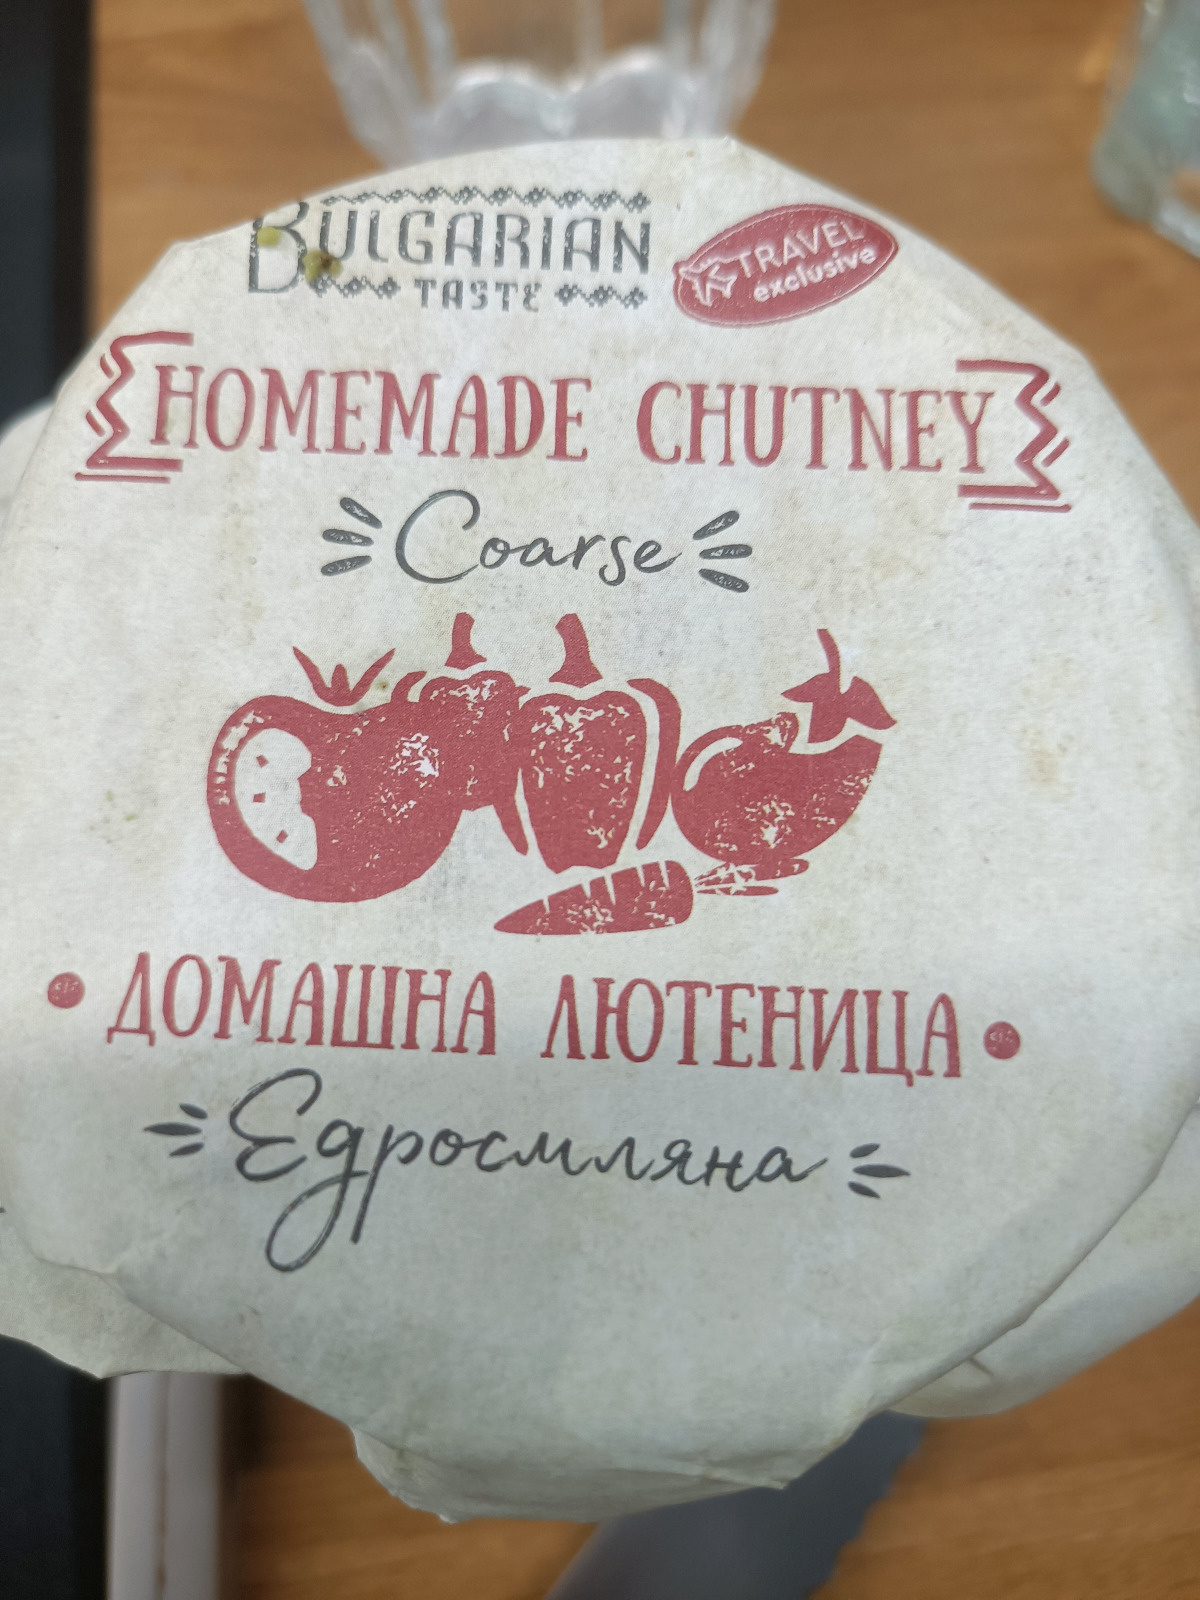 BULGARIAN
TASTE
TRAVEL
exclusive
HOMEMADE CHUTNEY
Coarse
ДОМАШНА ЛЮТЕНИЦА
Едросмляна